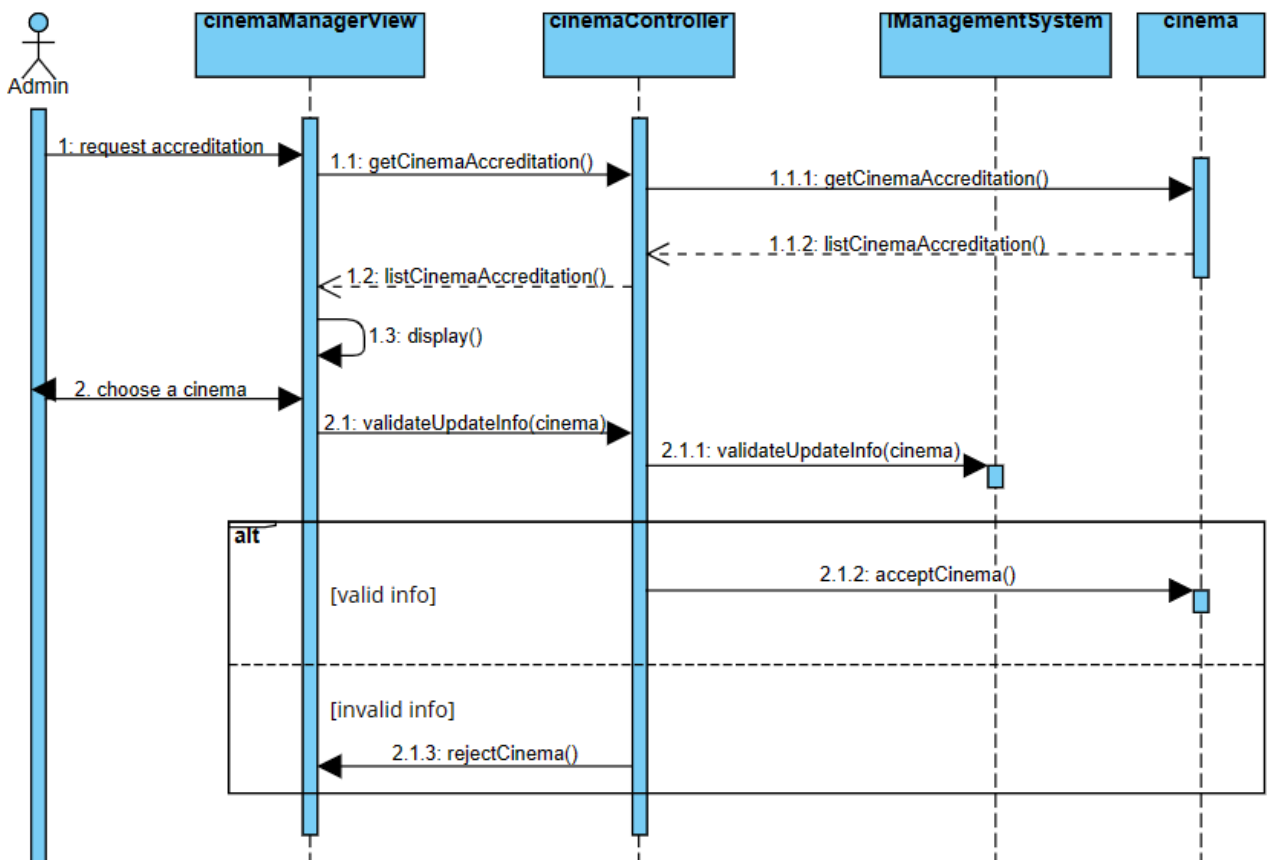 cinemaManagerView
cinemaController
IManagementSystem
cinema
Admin
1: request accreditation
1.1: getCinemaAccreditation()
1.1.1: getCinemaAccreditation()
1.1.2: listCinemaAccreditation()
1.2: listCinemaAccreditation()
1.3: display()
2. choose a cinema
2.1: validateUpdateInfo(cinema)
2.1.1: validateUpdateInfo(cinema)
alt
2.1.2: acceptCinema()
[valid info]
[invalid info]
2.1.3: rejectCinema()